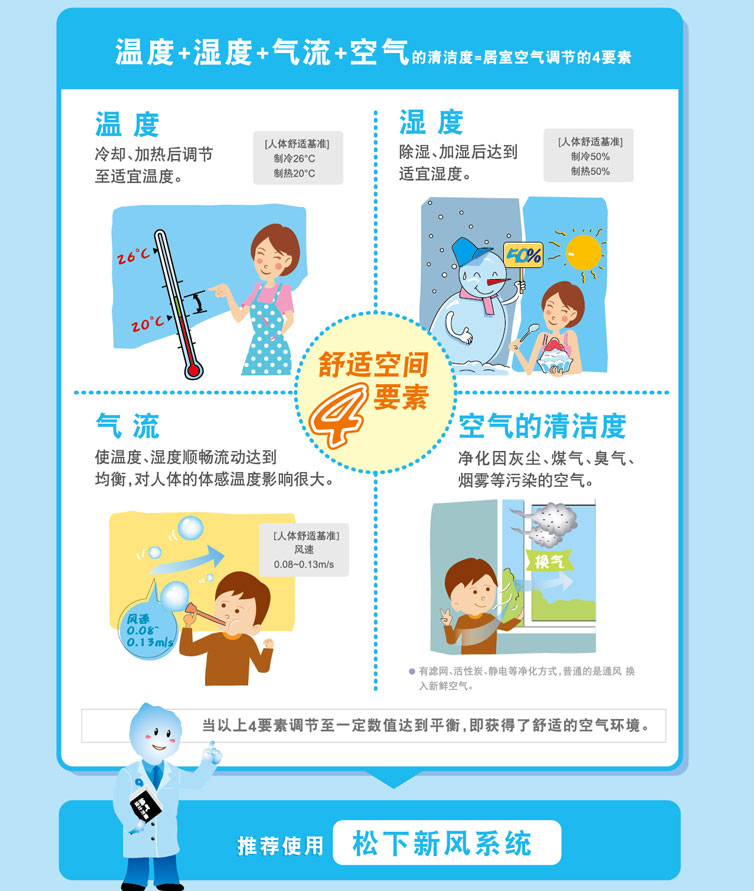 温度+湿度+气流+空气的清洁度=居室空气调节的4要素
温度
冷却、加热后调节
至适宜温度。
[人体舒适基准]
制冷26°C
制热20°C
26°C
20°C
湿度
除湿、加湿后达到
适宜湿度。
[人体舒适基准]
制冷50%
制热50%
50%
舒适空间
4要素
气流
使温度、湿度顺畅流动达到
均衡,对人体的体感温度影响很大。
[人体舒适基准]
风速
0.08~0.13m/s
风速
0.08~
0.13m/s
空气的清洁度
净化因灰尘、煤气、臭气、
烟雾等污染的空气。
换气
● 有滤网、活性炭、静电等净化方式,普通的是通风 换
入新鲜空气。
当以上4要素调节至一定数值达到平衡,即获得了舒适的空气环境。
推荐使用 松下新风系统